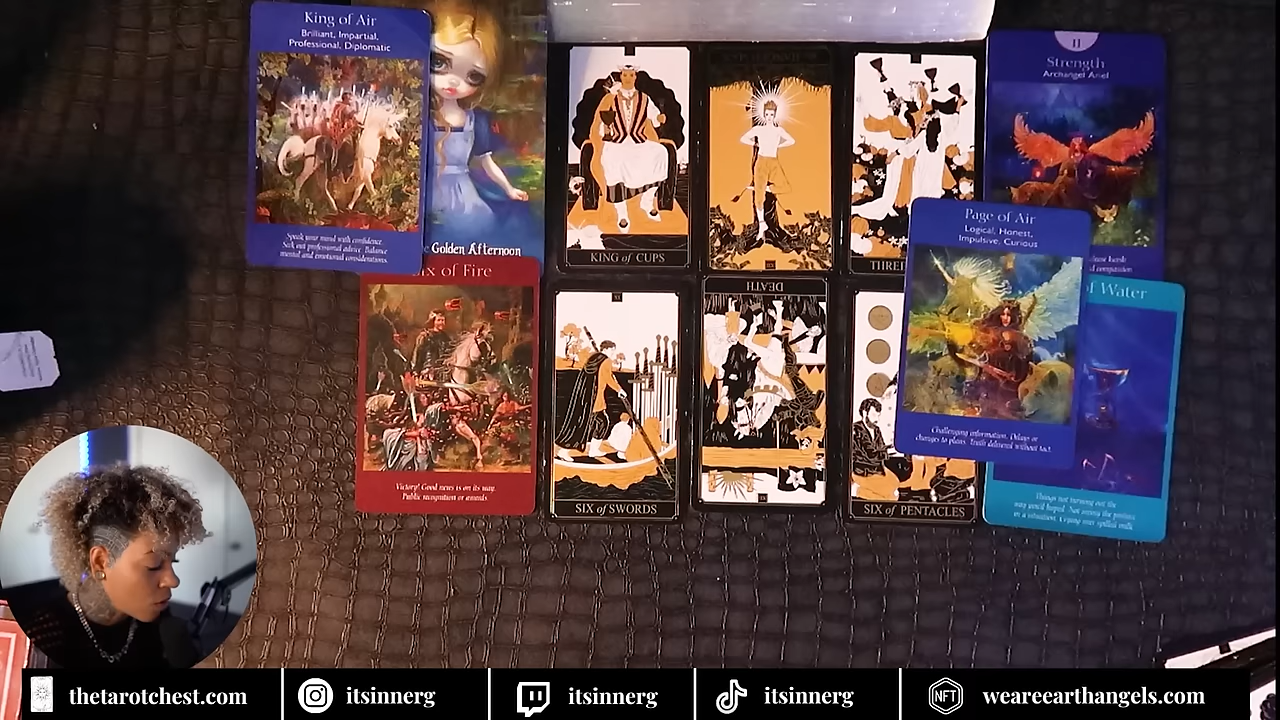 King of Air
Brilliant, Impartial,
Professional, Diplomatic
Speak your mind with confidence.
Seek out professional advice. Balance
mental and emotional considerations.
Golden Afternoon
of Fire
Victory! Good news is on its way.
Public recognition or awards
KING of CUPS
XII
II
Strength
Archangel Ariel
compassion
Page of Air
Logical, Honest,
Impulsive, Curious
Challenging information. Delays or
changes to plans. Truth delivered without tact.
of Water
Things not turning out the
way you'd hoped. Not seeing the positive
in a situation. Crying over spilled milk
SIX of SWORDS
DEATH
SIX of PENTACLES
thetarotchest.com
itsinnerg
itsinnerg
itsinnerg
NFT
weareearthangels.com